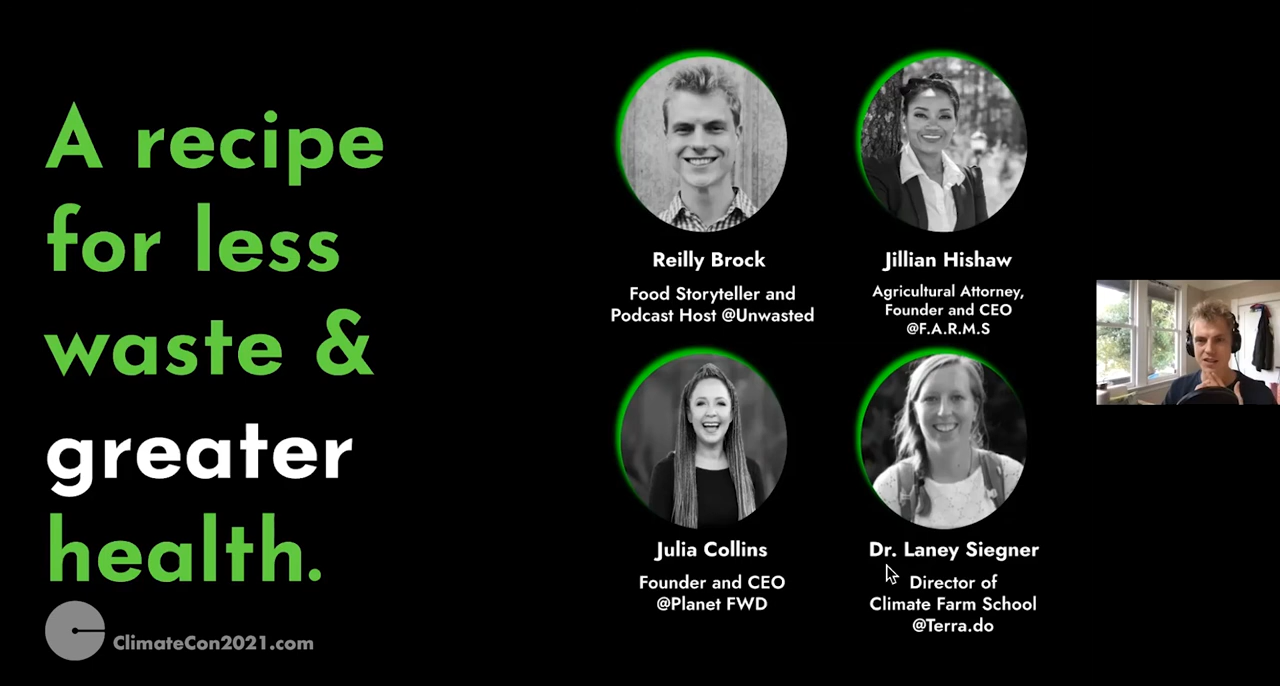 A recipe
for less
waste &
greater
health.
ClimateCon2021.com
Reilly Brock
Food Storyteller and
Podcast Host @Unwasted
Jillian Hishaw
Agricultural Attorney,
Founder and CEO
@F.A.R.M.S
Julia Collins
Founder and CEO
@Planet FWD
Dr. Laney Siegner
Director of
Climate Farm School
@Terra.do